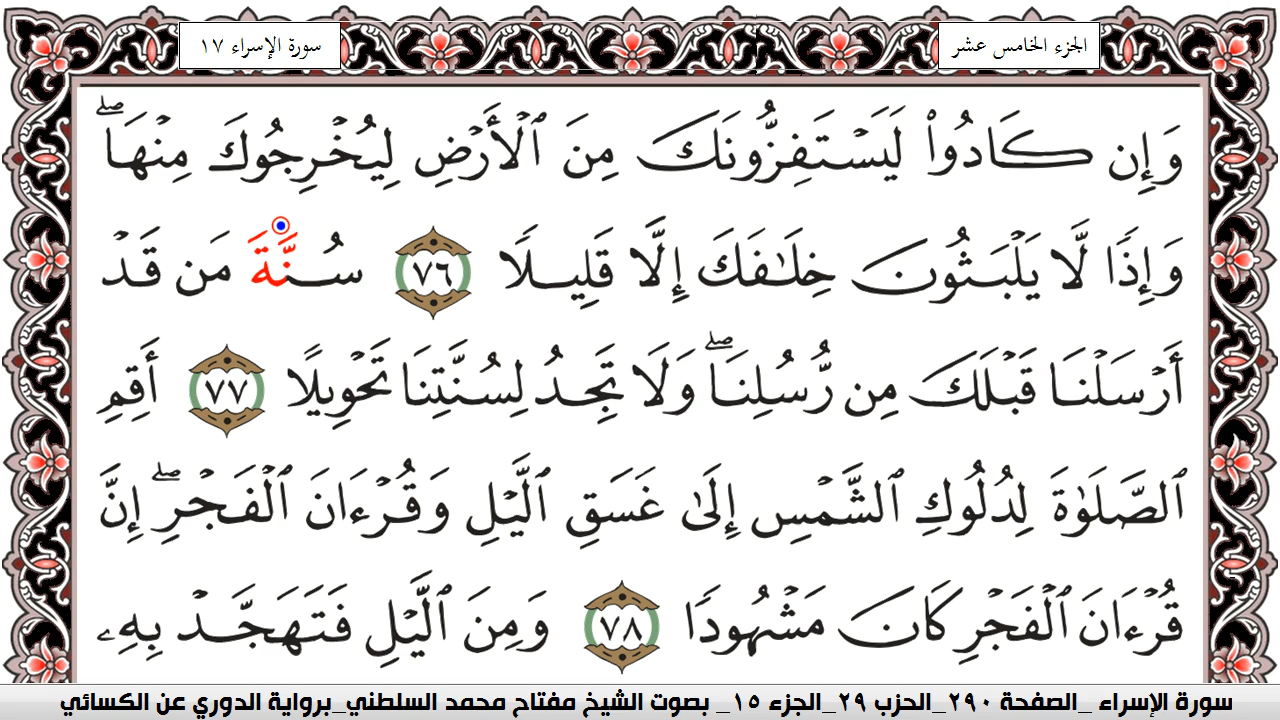 الجزء الخامس عشر
سورة الإسراء ١٧
وَإِن كَادُوا۟ لَيَسْتَفِزُّونَكَ مِنَ ٱلْأَرْضِ لِيُخْرِجُوكَ مِنْهَا ۖ
وَإِذًا لَّا يَلْبَثُونَ خِلَـٰفَكَ إِلَّا قَلِيلًا ٧٦ سُنَّةَ مَن قَدْ
أَرْسَلْنَا قَبْلَكَ مِن رُّسُلِنَا ۖ وَلَا تَجِدُ لِسُنَّتِنَا تَحْوِيلًا ٧٧ أَقِمِ
ٱلصَّلَوٰةَ لِدُلُوكِ ٱلشَّمْسِ إِلَىٰ غَسَقِ ٱلَّيْلِ وَقُرْءَانَ ٱلْفَجْرِ ۖ إِنَّ
قُرْءَانَ ٱلْفَجْرِ كَانَ مَشْهُودًا ٧٨ وَمِنَ ٱلَّيْلِ فَتَهَجَّدْ بِهِۦ
سورة الإسراء _الصفحة ٢٩٠_الحزب ٢٩_الجزء ١٥_ بصوت الشيخ مفتاح محمد السلطني_برواية الدوري عن الكسائي